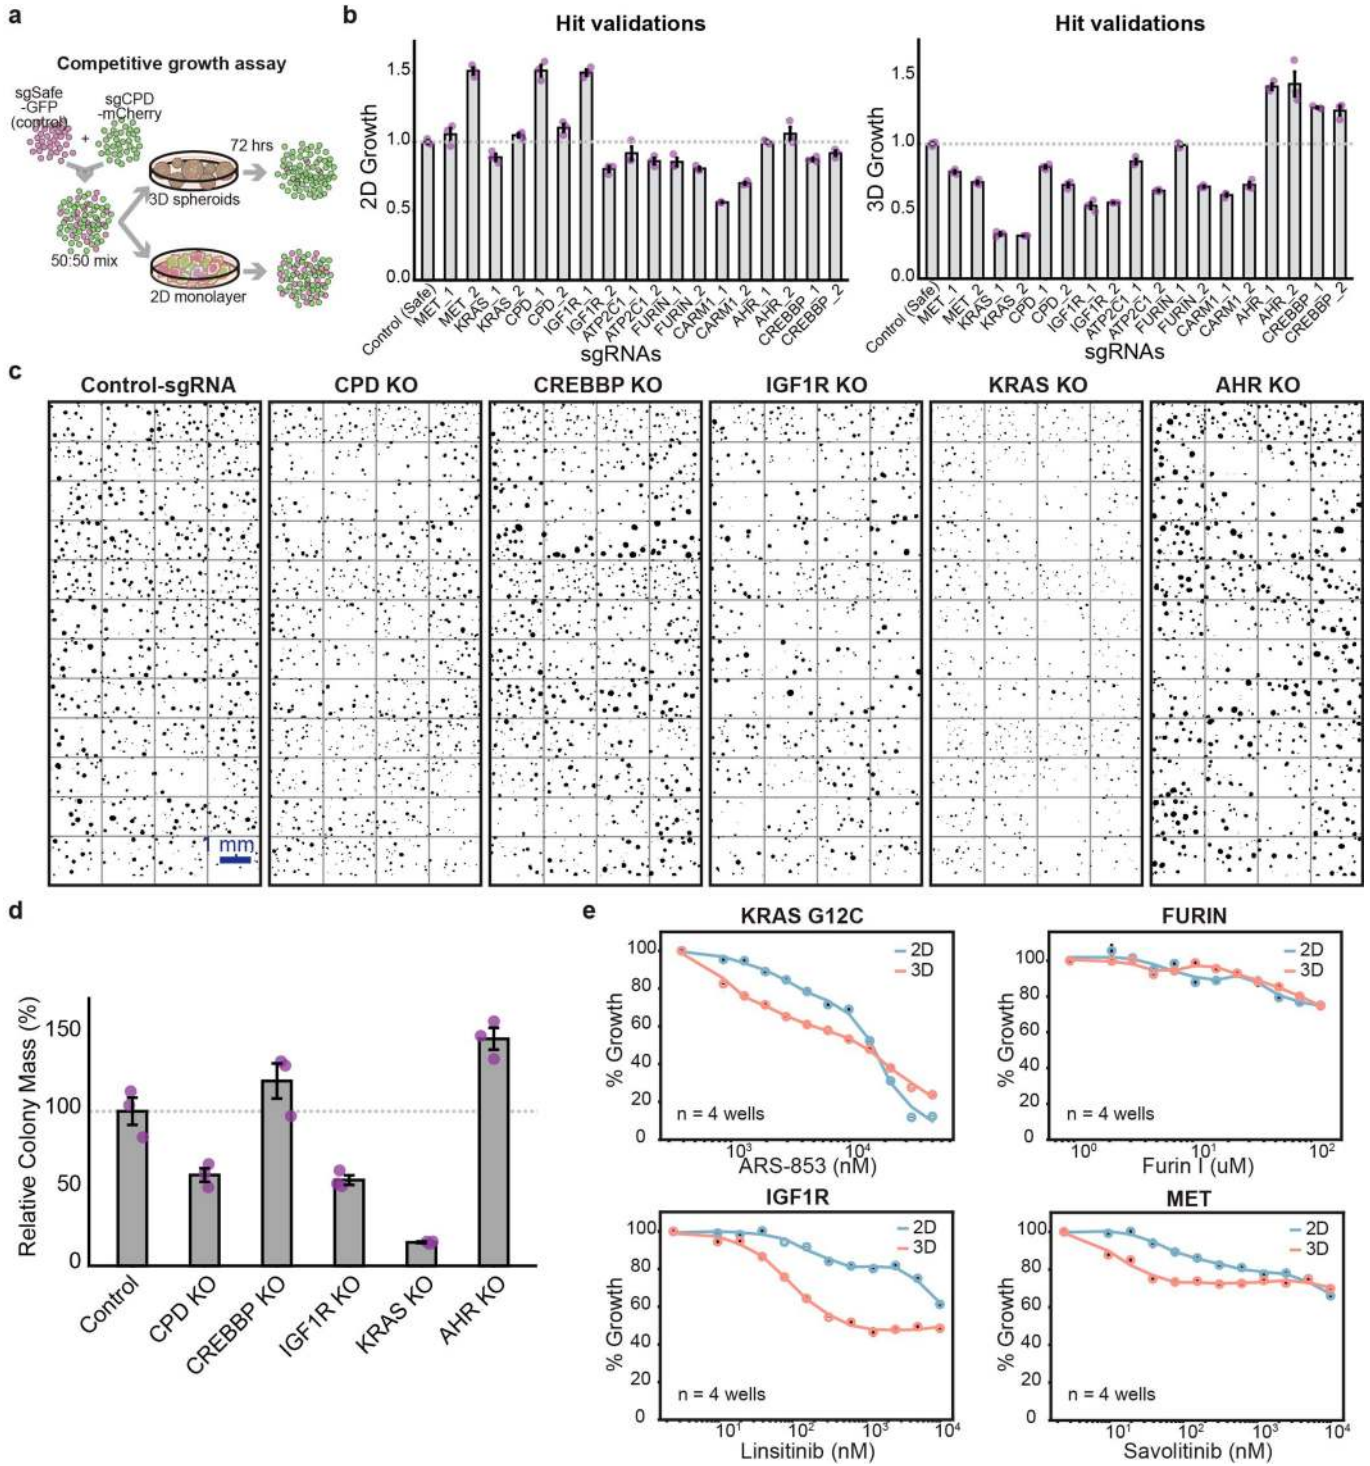 a
Competitive growth assay
sgSafe
-GFP
(control)
+
sgCPD
-mCherry
72 hrs
3D spheroids
50:50 mix
2D monolayer
b
Hit validations
2D Growth
1.5
1.0
0.5
0.0
Control (Safe)
MET_1
MET_2
KRAS_1
KRAS_2
CPD_1
CPD_2
IGF1R_1
IGF1R_2
ATP2C1_1
ATP2C1_2
FURIN_1
FURIN_2
CARM1_1
CARM1_2
AHR_1
AHR_2
CREBBP_1
CREBBP_2
sgRNAs
Hit validations
3D Growth
1.5
1.0
0.5
0.0
Control (Safe)
MET_1
MET_2
KRAS_1
KRAS_2
CPD_1
CPD_2
IGF1R_1
IGF1R_2
ATP2C1_1
ATP2C1_2
FURIN_1
FURIN_2
CARM1_1
CARM1_2
AHR_1
AHR_2
CREBBP_1
CREBBP_2
sgRNAs
c
Control-sgRNA
CPD KO
CREBBP KO
IGF1R KO
KRAS KO
AHR KO
1 mm
d
Relative Colony Mass (%)
150
100
50
0
Control
CPD KO
CREBBP KO
IGF1R KO
KRAS KO
AHR KO
e
KRAS G12C
% Growth
100
80
60
40
20
0
2D
3D
n = 4 wells
10³
10⁴
ARS-853 (nM)
FURIN
% Growth
100
80
60
40
20
0
2D
3D
n = 4 wells
10⁰
10¹
10²
Furin I (uM)
IGF1R
% Growth
100
80
60
40
20
0
2D
3D
n = 4 wells
10¹
10²
10³
10⁴
Linsitinib (nM)
MET
% Growth
100
80
60
40
20
0
2D
3D
n = 4 wells
10¹
10²
10³
10⁴
Savolitinib (nM)